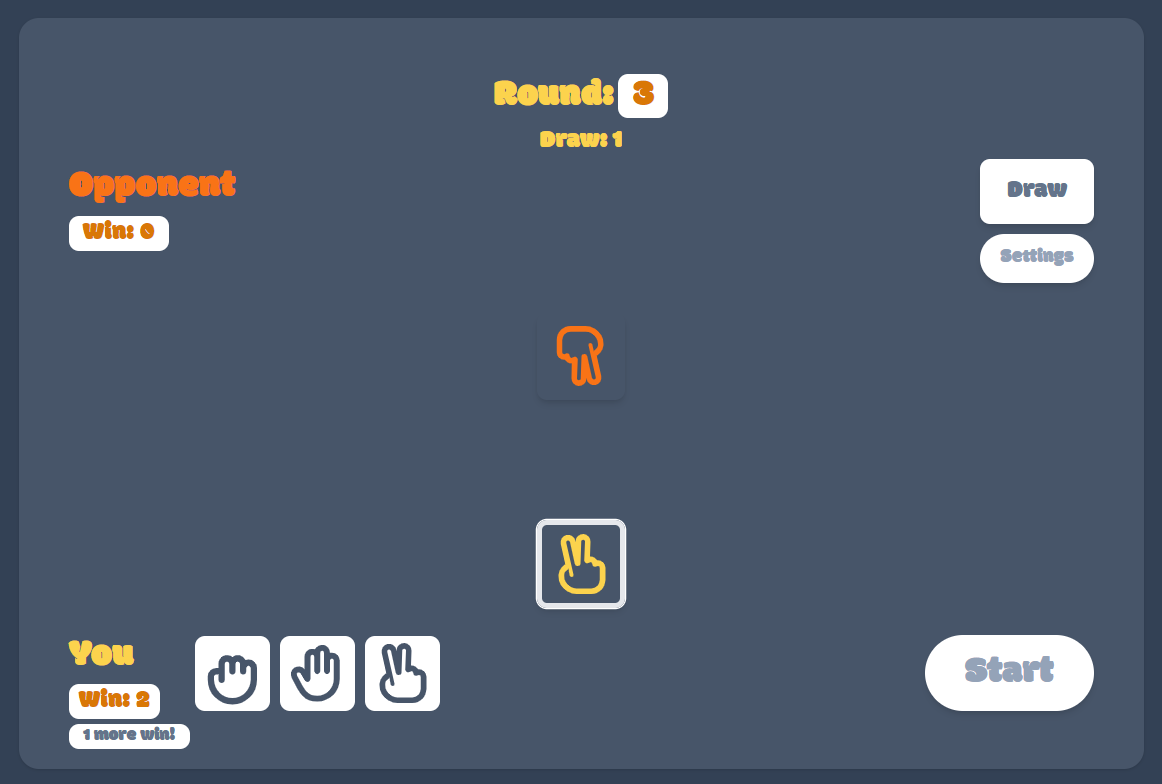 Round: 3
Draw: 1
Opponent
Win: 0
Draw
Settings
You
Win: 2
1 more win!
Start